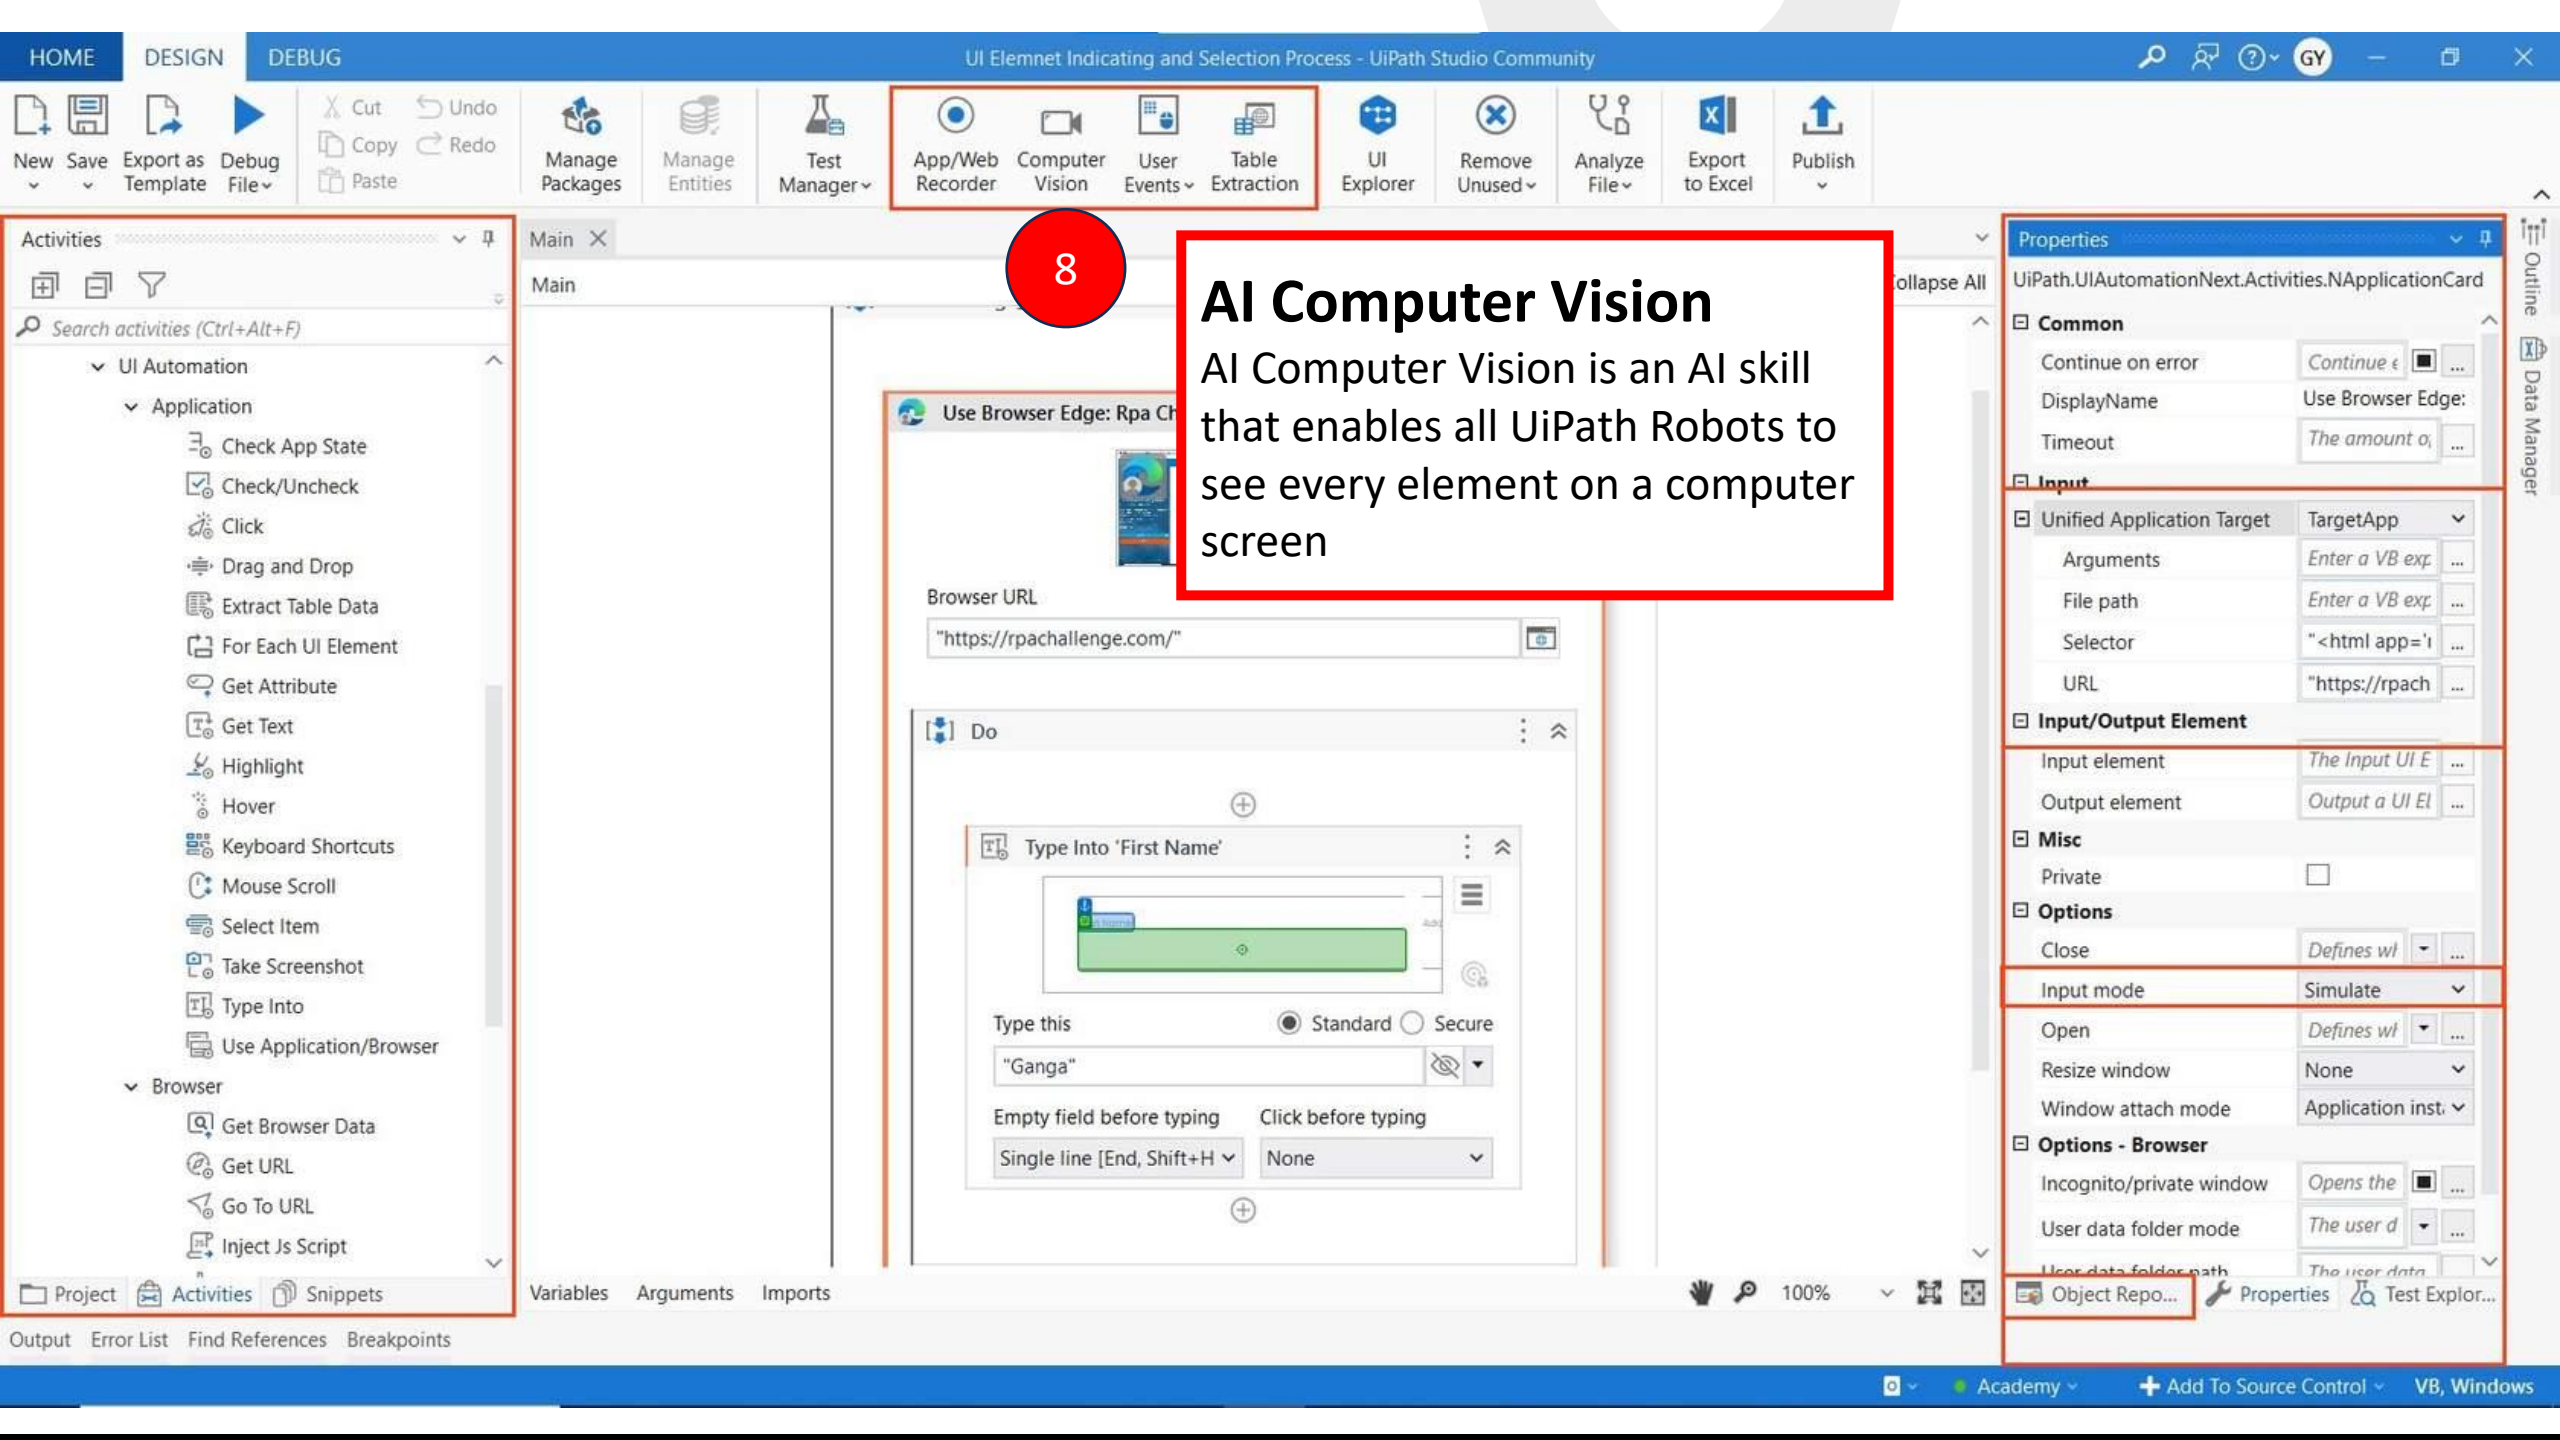 HOME DESIGN DEBUG
UI Elemnet Indicating and Selection Process - UiPath Studio Community
GY
New Save Export as Template Debug File
Cut Undo
Copy Redo
Paste
Manage Packages
Manage Entities
Test Manager
App/Web Recorder
Computer Vision
User Events
Table Extraction
UI Explorer
Remove Unused
Analyze File
Export to Excel
Publish
Activities
Search activities (Ctrl+Alt+F)
UI Automation
Application
Check App State
Check/Uncheck
Click
Drag and Drop
Extract Table Data
For Each UI Element
Get Attribute
Get Text
Highlight
Hover
Keyboard Shortcuts
Mouse Scroll
Select Item
Take Screenshot
Type Into
Use Application/Browser
Browser
Get Browser Data
Get URL
Go To URL
Inject Js Script
Project Activities Snippets
Output Error List Find References Breakpoints
Main
Main
8
AI Computer Vision
AI Computer Vision is an AI skill
that enables all UiPath Robots to
see every element on a computer
screen
ollapse All
Use Browser Edge: Rpa Ch
Browser URL
"https://rpachallenge.com/"
Do
Type Into 'First Name'
Type this Standard Secure
"Ganga"
Empty field before typing Click before typing
Single line [End, Shift+H None
Variables Arguments Imports
100%
Properties
UiPath.UIAutomationNext.Activities.NApplicationCard
Common
Continue on error Continue e ...
DisplayName Use Browser Edge:
Timeout The amount o ...
Input
Unified Application Target TargetApp
Arguments Enter a VB exp ...
File path Enter a VB exp ...
Selector "<html app=' ...
URL "https://rpach ...
Input/Output Element
Input element The Input UI E ...
Output element Output a UI El ...
Misc
Private
Options
Close Defines wh ...
Input mode Simulate
Open Defines wh ...
Resize window None
Window attach mode Application inst
Options - Browser
Incognito/private window Opens the ...
User data folder mode The user d ...
User data folder path The user data
Object Repo... Properties Test Explor...
Outline
Data Manager
Academy Add To Source Control VB, Windows